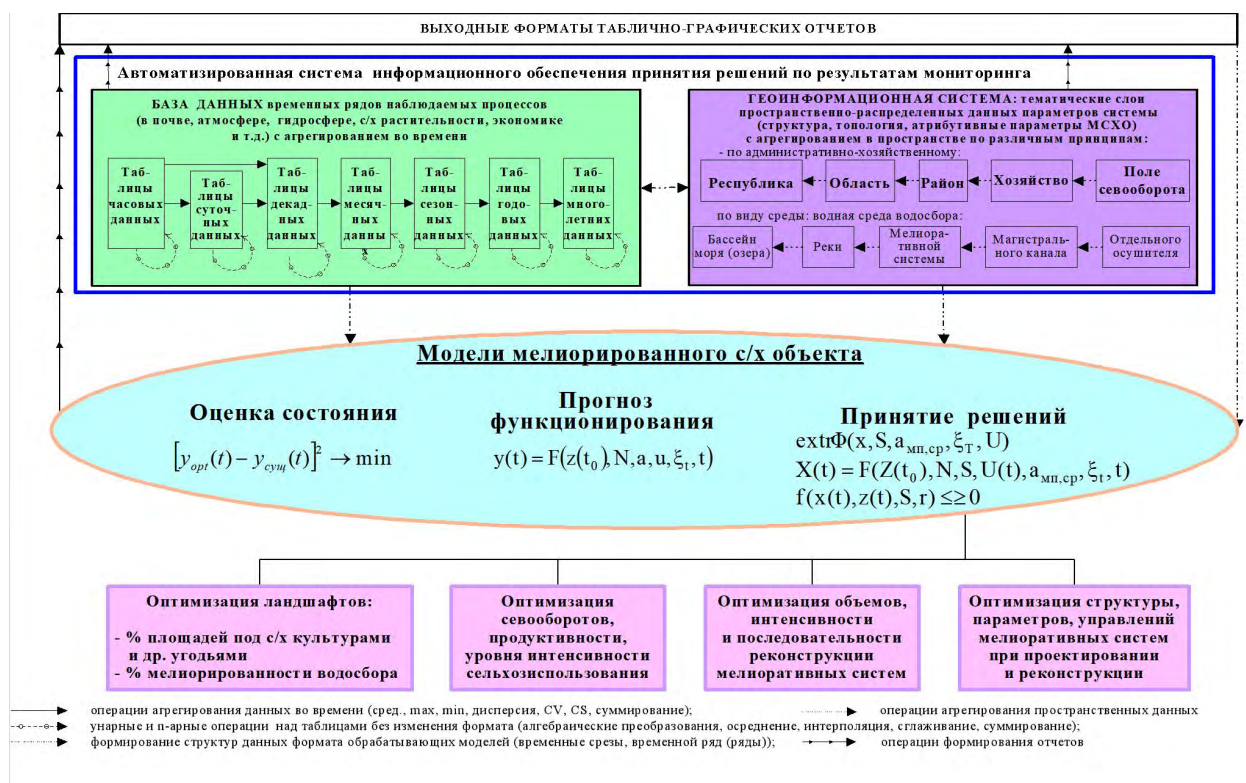 ВЫХОДНЫЕ ФОРМАТЫ ТАБЛИЧНО-ГРАФИЧЕСКИХ ОТЧЕТОВ
Автоматизированная система информационного обеспечения принятия решений по результатам мониторинга
БАЗА ДАННЫХ временных рядов наблюдаемых процессов
(в почве, атмосфере, гидросфере, с/х растительности, экономике
и т.д.) с агрегированием во времени
Таб-
лицы
часовых
данных
Таб-
лицы
суточ-
ных
данных
Таб-
лицы
декад-
ных
данных
Таб-
лицы
месяч-
ных
данны
Таб-
лицы
сезон-
ных
данных
Таб-
лицы
годо-
вых
данных
Таб-
лицы
много-
летних
данных
ГЕОИНФОРМАЦИОННАЯ СИСТЕМА: тематические слои
пространственно-распределенных данных параметров системы
(структура, топология, атрибутивные параметры МСХО)
с агрегированием в пространстве по различным принципам:
- по административно-хозяйственному:
Республика
Область
Район
Хозяйство
Поле
севооборота
по виду среды: водная среда водосбора:
Бассейн
моря (озера)
Реки
Мелиора-
тивной
системы
Магистраль-
ного канала
Отдельного
осушителя
Модели мелиорированного с/х объекта
Оценка состояния
[y_opt(t) − y_сущ(t)]² → min
Прогноз
функционирования
y(t) = F(z(t₀), N, a, u, ξ_t, t)
Принятие решений
extrФ(x, S, a_мп,ср, ξ_T, U)
X(t) = F(Z(t₀), N, S, U(t), a_мп,ср, ξ_t, t)
f(x(t), z(t), S, r) ≤≥ 0
Оптимизация ландшафтов:
- % площадей под с/х культурами
и др. угодьями
- % мелиорированности водосбора
Оптимизация
севооборотов,
продуктивности,
уровня интенсивности
сельхозиспользования
Оптимизация объемов,
интенсивности
и последовательности
реконструкции
мелиоративных систем
Оптимизация структуры,
параметров, управлений
мелиоративных систем
при проектировании
и реконструкции
операции агрегирования данных во времени (сред., max, min, дисперсия, CV, CS, суммирование);
операции агрегирования пространственных данных
унарные и n-арные операции над таблицами без изменения формата (алгебраические преобразования, осреднение, интерполяция, сглаживание, суммирование);
формирование структур данных формата обрабатывающих моделей (временные срезы, временной ряд (ряды));
операции формирования отчетов